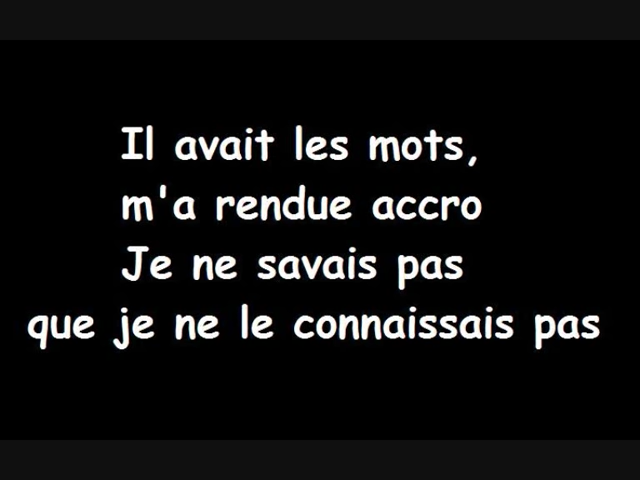 Il avait les mots,
m'a rendue accro
Je ne savais pas
que je ne le connaissais pas